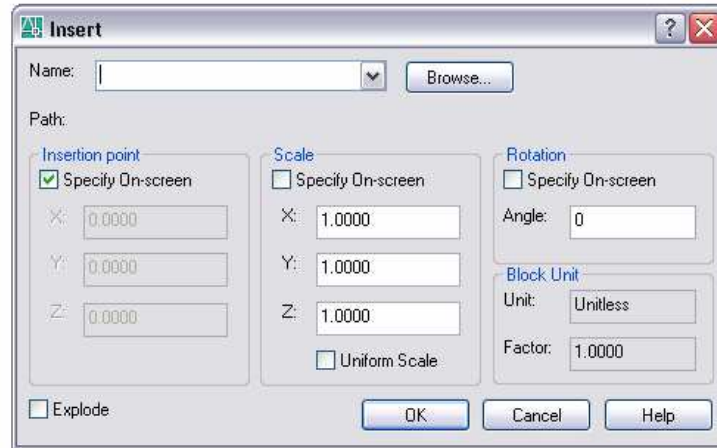 Insert
Name:
Browse...
Path:
Insertion point
Specify On-screen
X: 0.0000
Y: 0.0000
Z: 0.0000
Scale
Specify On-screen
X: 1.0000
Y: 1.0000
Z: 1.0000
Uniform Scale
Rotation
Specify On-screen
Angle: 0
Block Unit
Unit: Unitless
Factor: 1.0000
Explode
OK
Cancel
Help